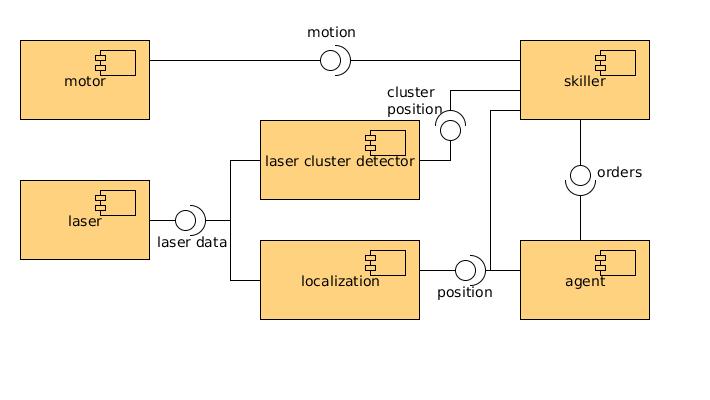 motion
motor
skiller
cluster
position
laser cluster detector
orders
laser
laser data
localization
position
agent